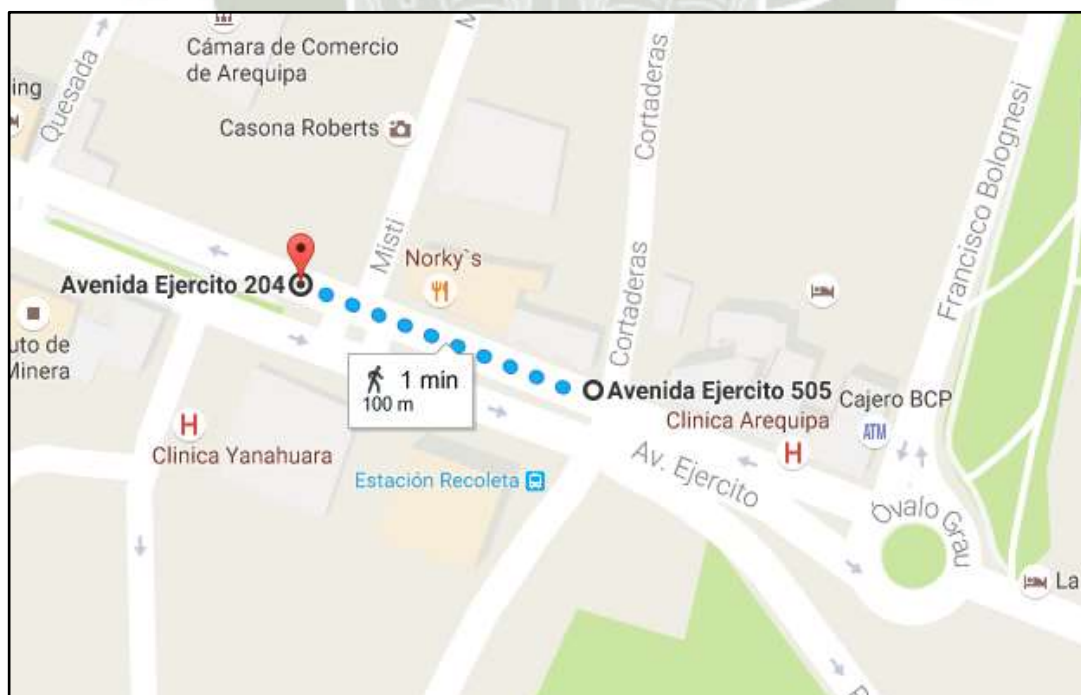 Cámara de Comercio
de Arequipa
Quesada
ing
Casona Roberts
Misti
Cortaderas
Francisco Bolognesi
Norky`s
Avenida Ejercito 204
Cortaderas
uto de
Minera
1 min
100 m
Avenida Ejercito 505
Clinica Arequipa
Cajero BCP
ATM
H
H
Clinica Yanahuara
Estación Recoleta
Av. Ejercito
Óvalo Grau
La